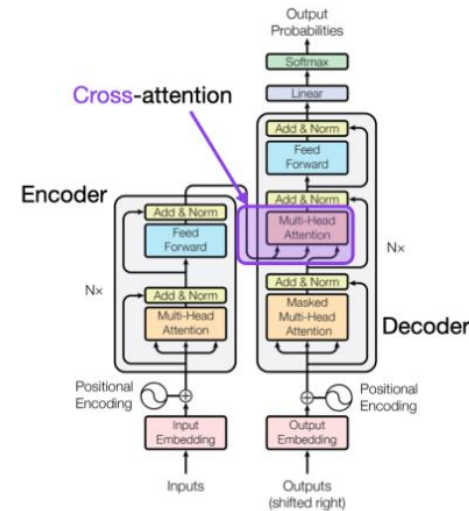 Output
Probabilities
Softmax
Linear
Cross-attention
Add & Norm
Feed
Forward
Encoder
Add & Norm
Multi-Head
Attention
Add & Norm
Feed
Forward
Nx
Nx
Add & Norm
Masked
Multi-Head
Attention
Add & Norm
Multi-Head
Attention
Decoder
Positional
Encoding
Positional
Encoding
Input
Embedding
Output
Embedding
Inputs
Outputs
(shifted right)